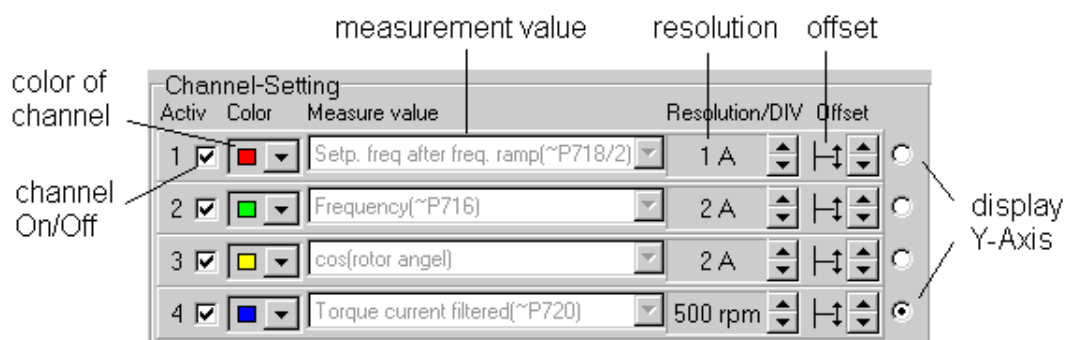 measurement value resolution offset
color of
channel
Channel-Setting
Activ Color Measure value Resolution/DIV Offset
1 Setp. freq after freq. ramp(~P718/2) 1 A
channel
On/Off
2 Frequency(~P716) 2 A
display
Y-Axis
3 cos(rotor angel) 2 A
4 Torque current filtered(~P720) 500 rpm